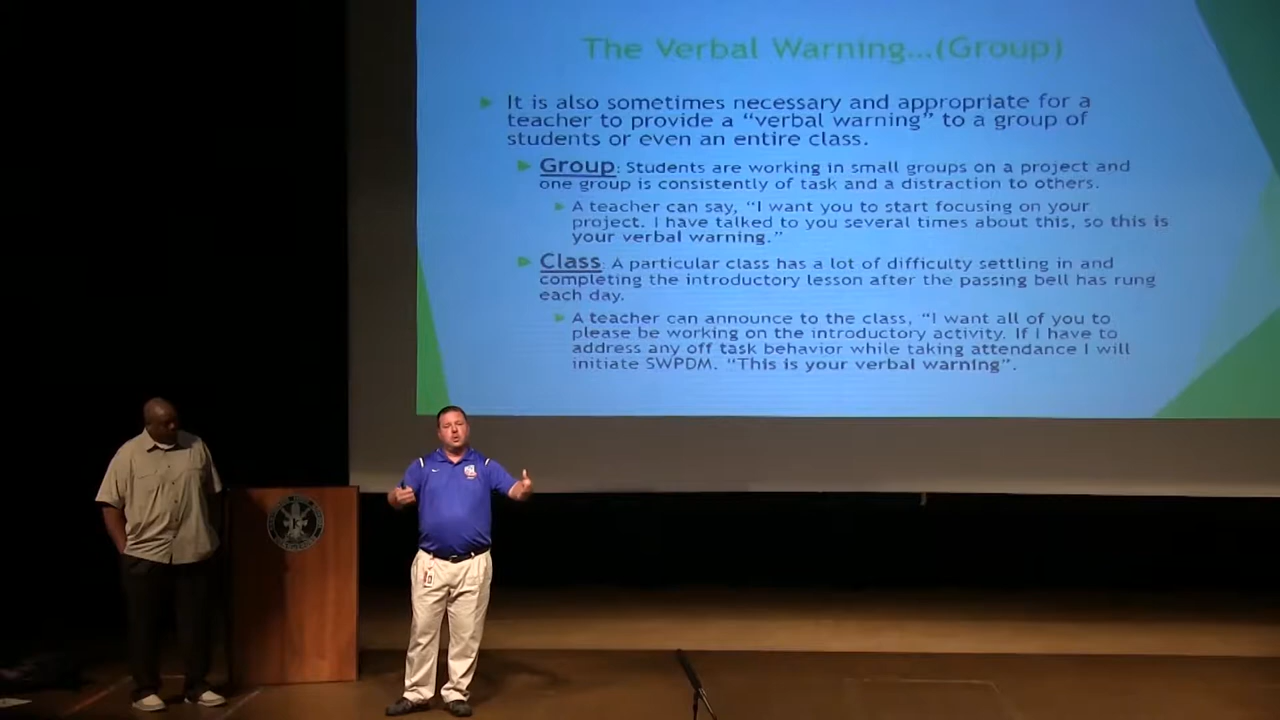 The Verbal Warning...(Group)
It is also sometimes necessary and appropriate for a
teacher to provide a “verbal warning” to a group of
students or even an entire class.
Group: Students are working in small groups on a project and
one group is consistently of task and a distraction to others.
A teacher can say, “I want you to start focusing on your
project. I have talked to you several times about this, so this is
your verbal warning.”
Class: A particular class has a lot of difficulty settling in and
completing the introductory lesson after the passing bell has rung
each day.
A teacher can announce to the class, “I want all of you to
please be working on the introductory activity. If I have to
address any off task behavior while taking attendance I will
initiate SWPDM. “This is your verbal warning”.